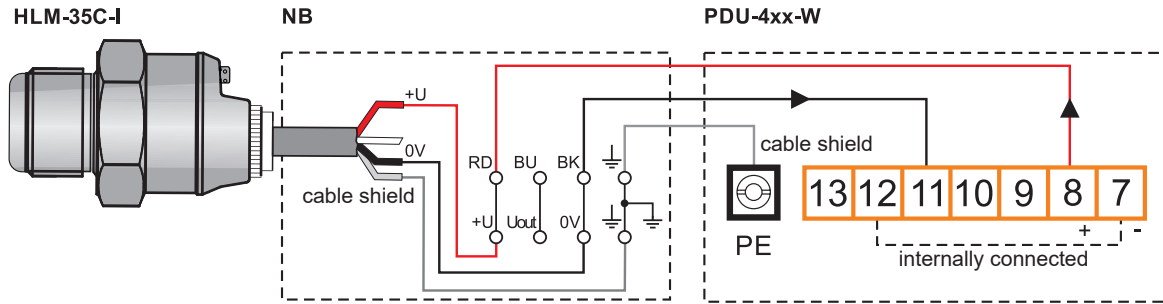 HLM-35C-I NB PDU-4xx-W
+U
0V
cable shield
RD BU BK
+U Uout 0V
cable shield
PE
13 12 11 10 9 8 7
+ -
internally connected